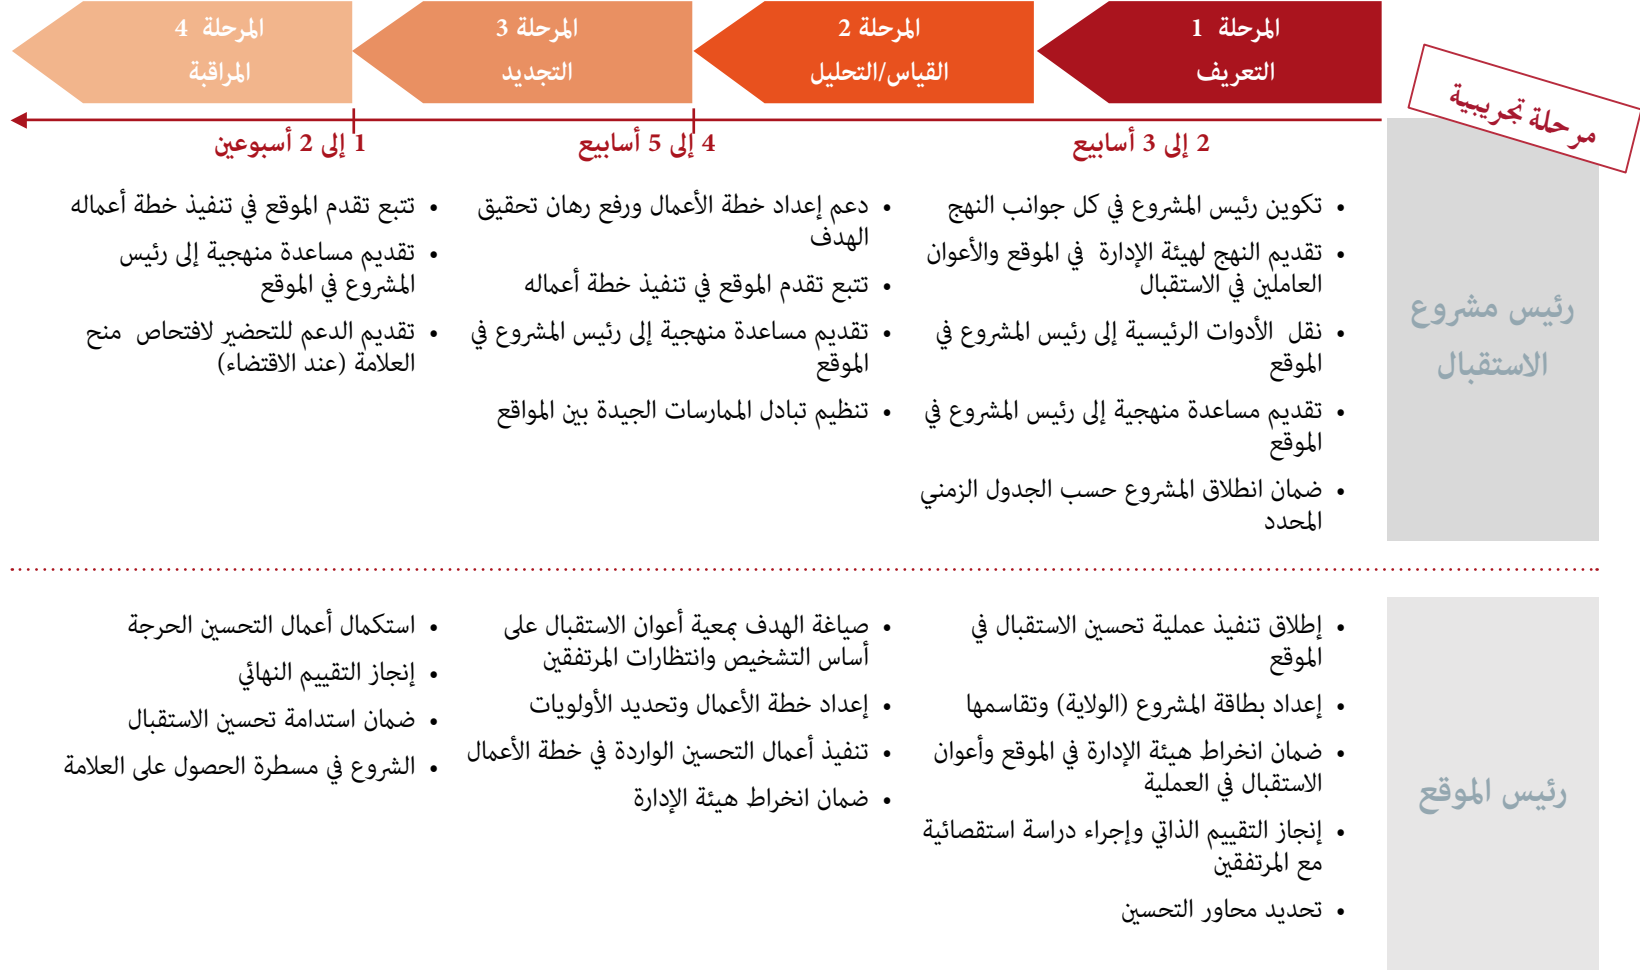 المرحلة 1
التعريف
المرحلة 2
القياس/التحليل
المرحلة 3
التجديد
المرحلة 4
المراقبة
مرحلة تجريبية
2 إلى 3 أسابيع
4 إلى 5 أسابيع
1 إلى 2 أسبوعين
رئيس مشروع
الاستقبال
• تكوين رئيس المشروع في كل جوانب النهج
• تقديم النهج لهيئة الإدارة في الموقع والأعوان
العاملين في الاستقبال
• نقل الأدوات الرئيسية إلى رئيس المشروع في
الموقع
• تقديم مساعدة منهجية إلى رئيس المشروع في
الموقع
• ضمان انطلاق المشروع حسب الجدول الزمني
المحدد
• دعم إعداد خطة الأعمال ورفع رهان تحقيق
الهدف
• تتبع تقدم الموقع في تنفيذ خطة أعماله
• تقديم مساعدة منهجية إلى رئيس المشروع في
الموقع
• تنظيم تبادل الممارسات الجيدة بين المواقع
• تتبع تقدم الموقع في تنفيذ خطة أعماله
• تقديم مساعدة منهجية إلى رئيس
المشروع في الموقع
• تقديم الدعم للتحضير لافتحاص منح
العلامة (عند الاقتضاء)
رئيس الموقع
• إطلاق تنفيذ عملية تحسين الاستقبال في
الموقع
• إعداد بطاقة المشروع (الولاية) وتقاسمها
• ضمان انخراط هيئة الإدارة في الموقع وأعوان
الاستقبال في العملية
• إنجاز التقييم الذاتي وإجراء دراسة استقصائية
مع المرتفقين
• تحديد محاور التحسين
• صياغة الهدف بمعية أعوان الاستقبال على
أساس التشخيص وانتظارات المرتفقين
• إعداد خطة الأعمال وتحديد الأولويات
• تنفيذ أعمال التحسين الواردة في خطة الأعمال
• ضمان انخراط هيئة الإدارة
• استكمال أعمال التحسين الحرجة
• إنجاز التقييم النهائي
• ضمان استدامة تحسين الاستقبال
• الشروع في مسطرة الحصول على العلامة